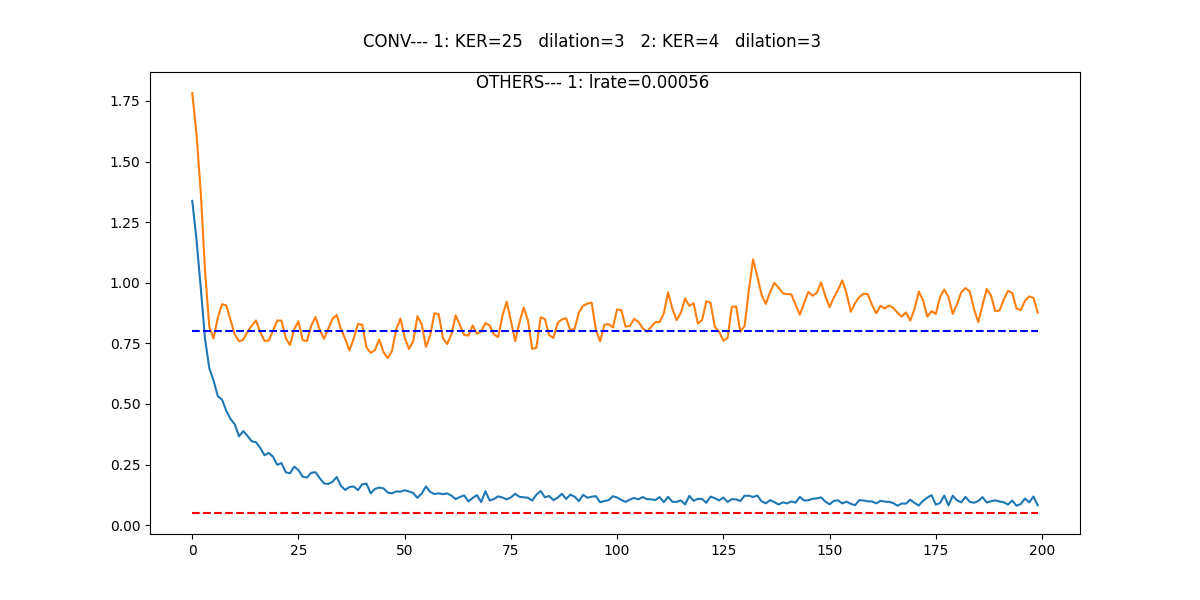 CONV--- 1: KER=25   dilation=3   2: KER=4   dilation=3
OTHERS--- 1: lrate=0.00056
1.75
1.50
1.25
1.00
0.75
0.50
0.25
0.00
0 25 50 75 100 125 150 175 200